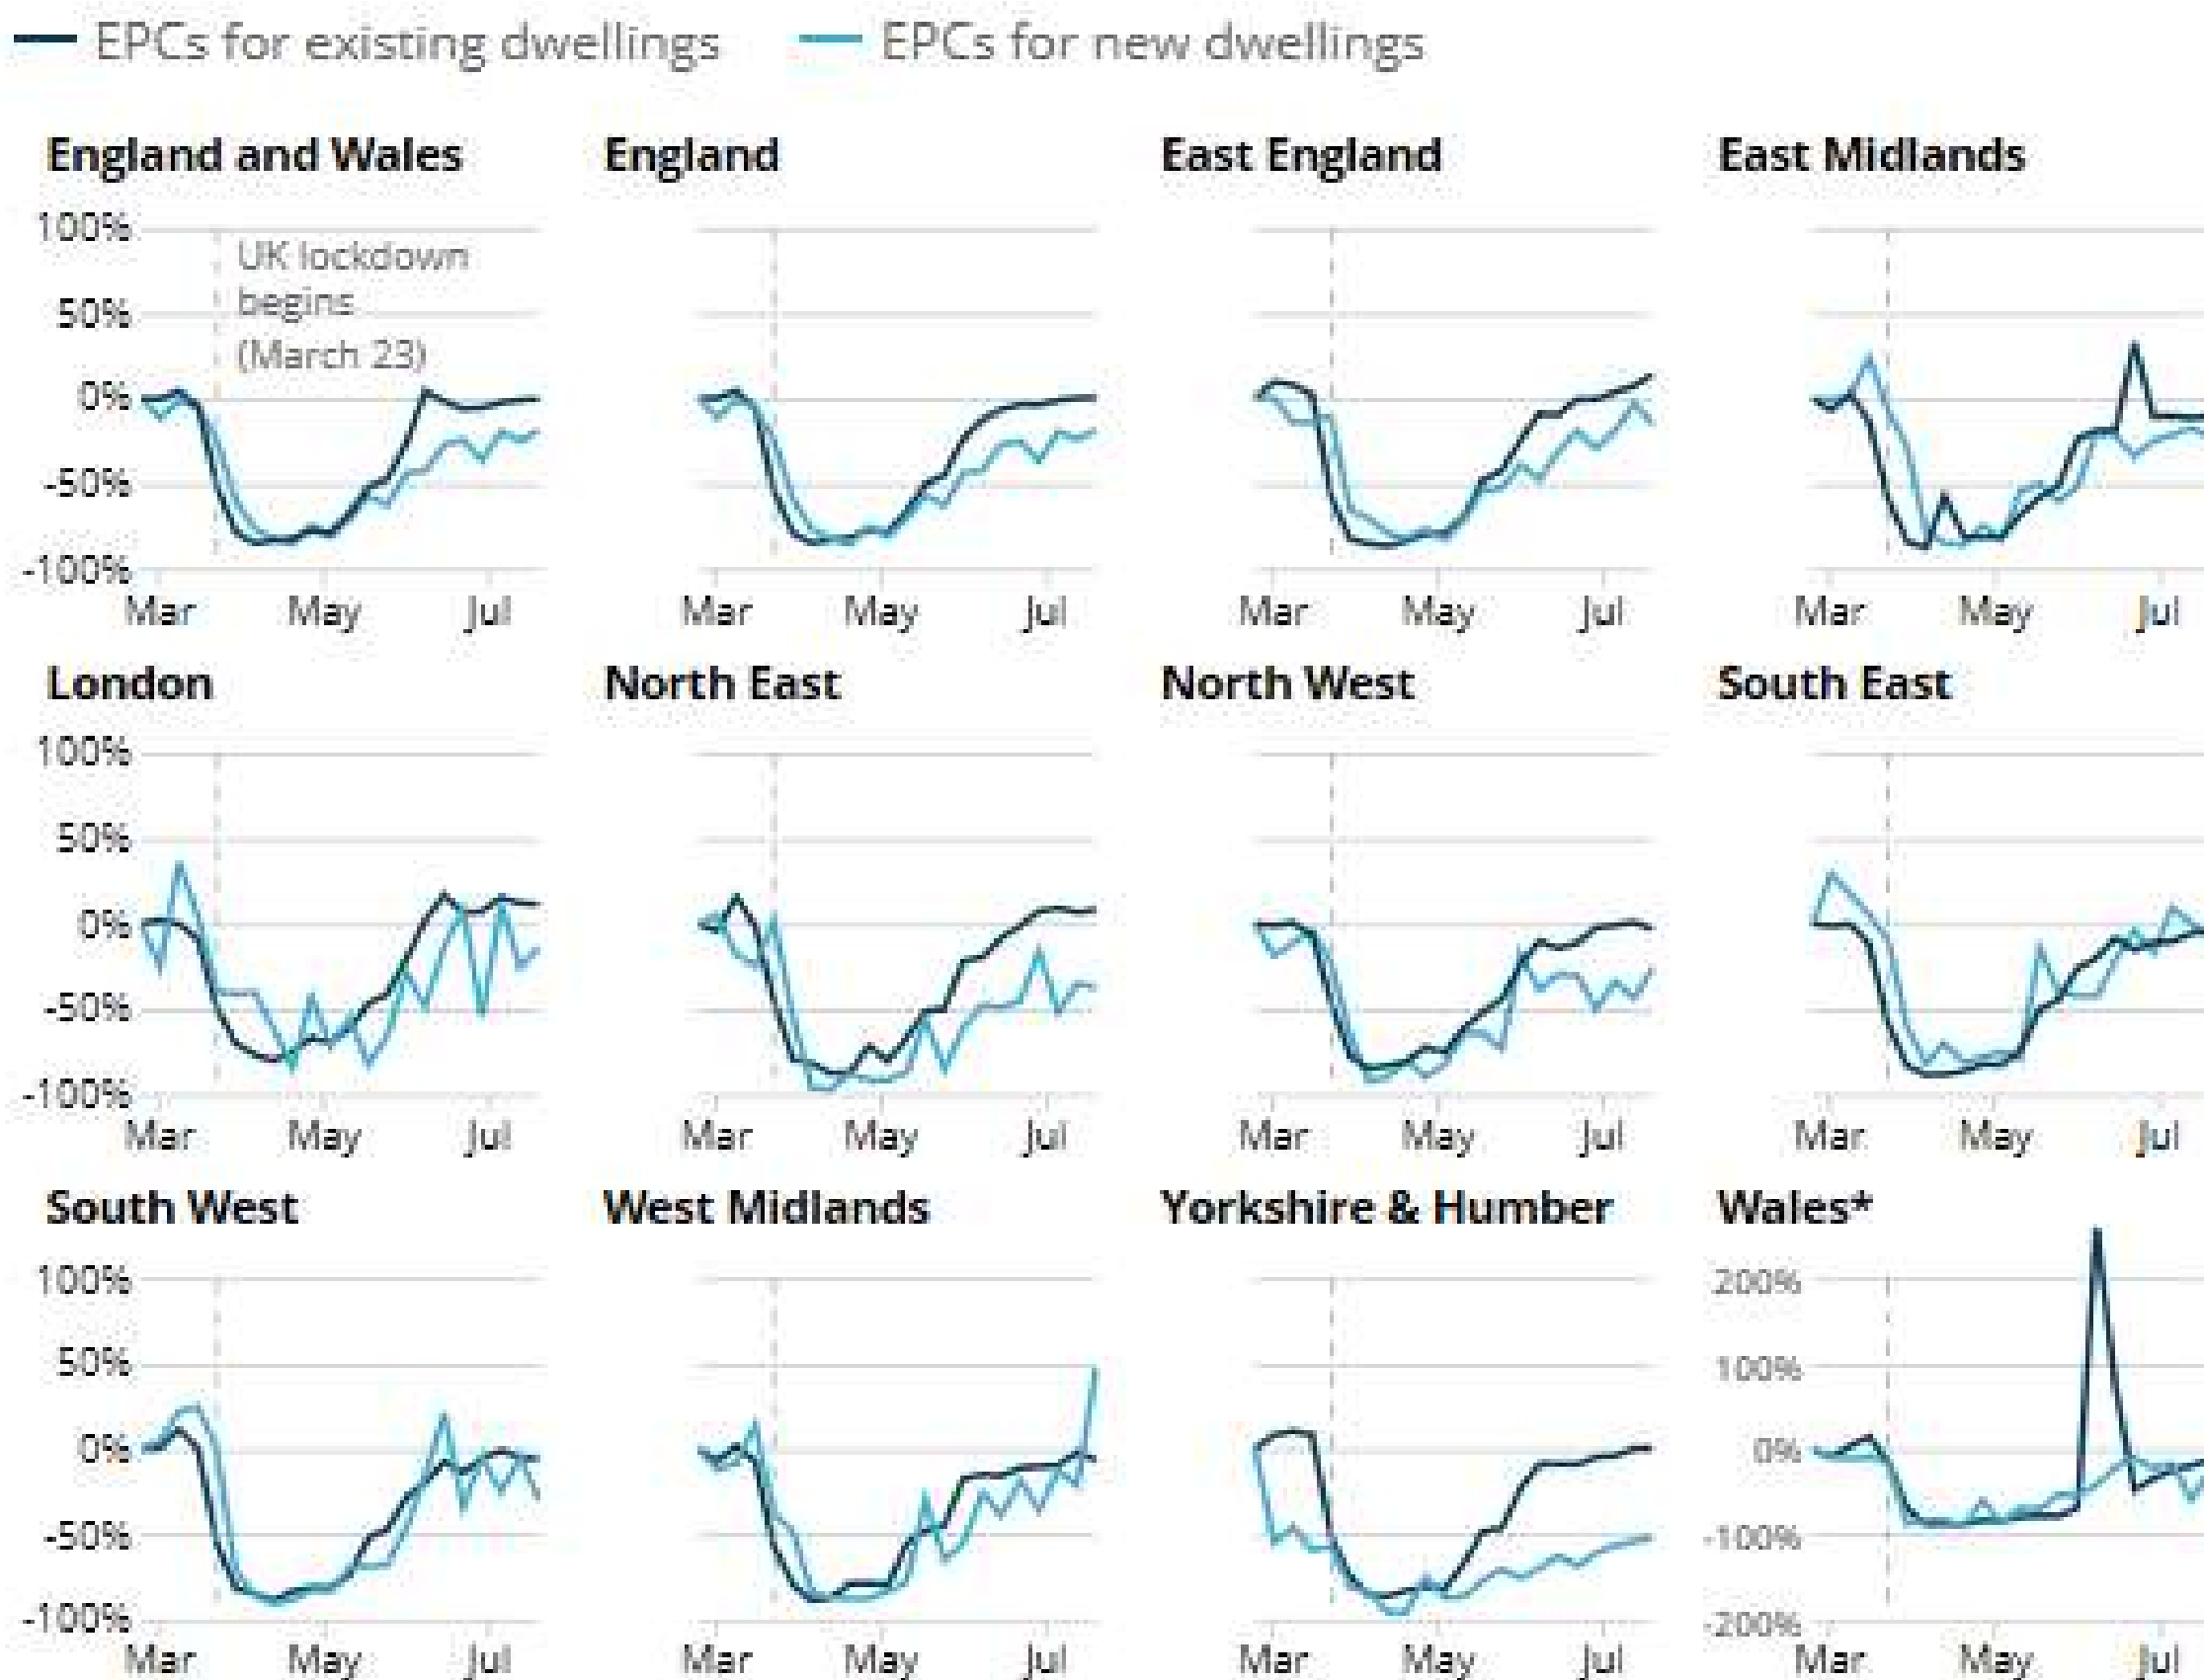 EPCs for existing dwellings EPCs for new dwellings
England and Wales England East England East Midlands
100%
UK lockdown
begins
50%
(March 23)
0%
-50%
-100%
Mar May Jul Mar May Jul Mar May Jul Mar May Jul
London North East North West South East
100%
50%
0%
-50%
-100%
Mar May Jul Mar May Jul Mar May Jul Mar May Jul
South West West Midlands Yorkshire & Humber Wales*
100% 200%
50% 100%
0% 0%
-50% -100%
-100% -200%
Mar May Jul Mar May Jul Mar May Jul Mar May Jul